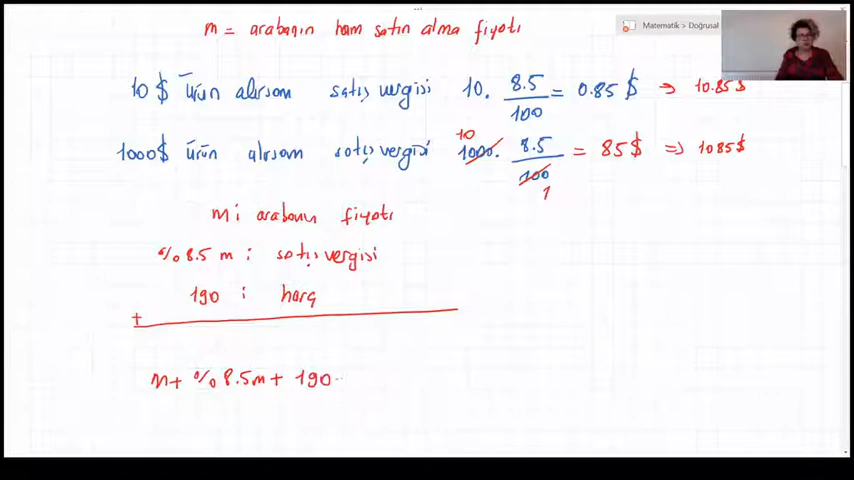 m = arabanın ham satın alma fiyatı
Matematik > Doğrusal
10 $ ürün alırsam satış vergisi 10. 8.5/100 = 0.85 $ ⇒ 10.85 $
1000 $ ürün alırsam satış vergisi 1000. 8.5/100 = 85 $ ⇒ 1085 $
10
1
m : arabanın fiyatı
%8.5 m : satış vergisi
190 : harç
+
m + %8.5m + 190